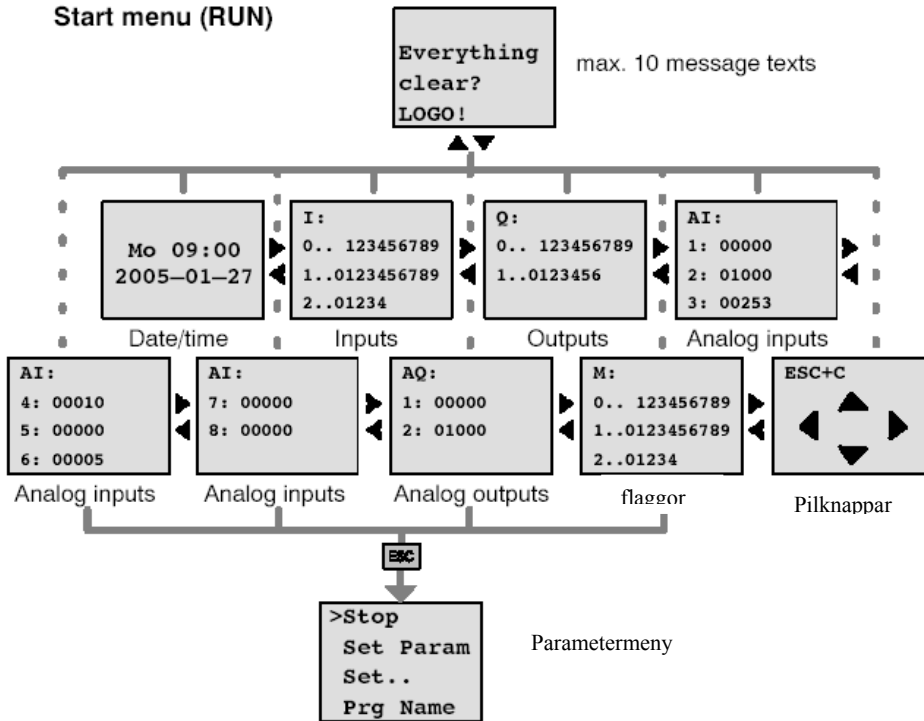 Start menu (RUN)
Everything
clear?
LOGO!
max. 10 message texts
Mo 09:00
2005–01–27
Date/time
I:
0.. 123456789
1..0123456789
2..01234
Inputs
Q:
0.. 123456789
1..0123456
Outputs
AI:
1: 00000
2: 01000
3: 00253
Analog inputs
AI:
4: 00010
5: 00000
6: 00005
Analog inputs
AI:
7: 00000
8: 00000
Analog inputs
AQ:
1: 00000
2: 01000
Analog outputs
M:
0.. 123456789
1..0123456789
2..01234
flaggor
ESC+C
Pilknappar
ESC
>Stop
Set Param
Set..
Prg Name
Parametermeny